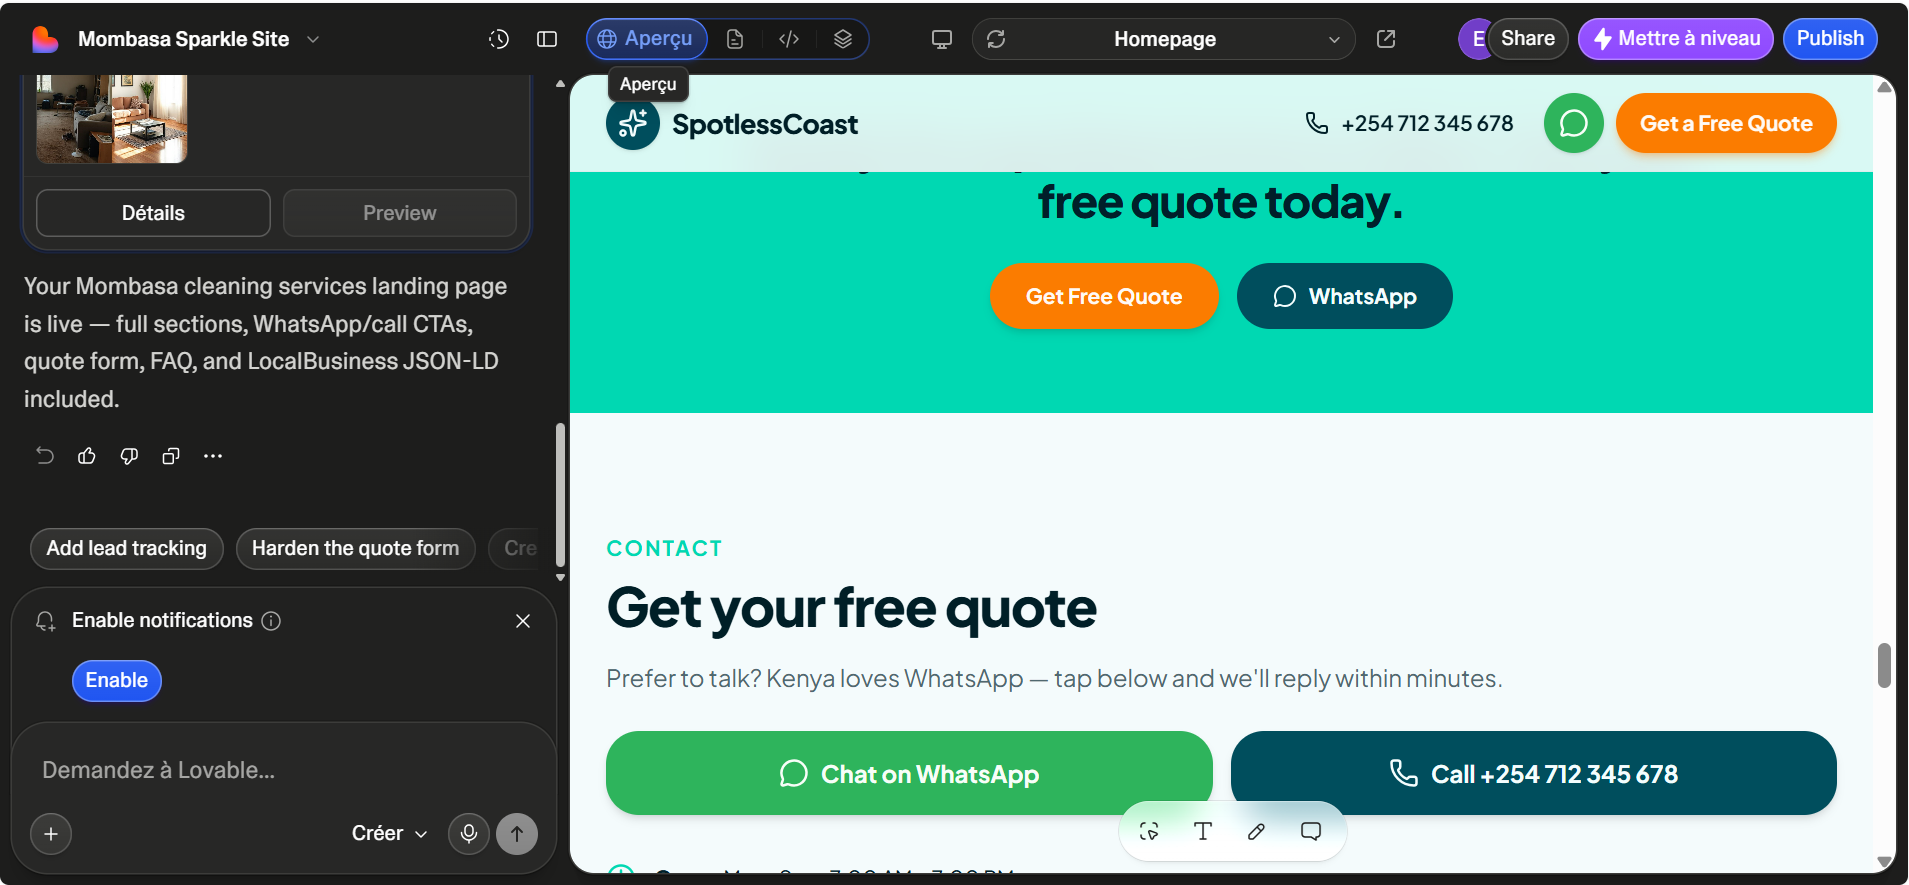 Mombasa Sparkle Site
Aperçu
Homepage
E
Share
Mettre à niveau
Publish
Aperçu
Détails
Preview
Your Mombasa cleaning services landing page
is live — full sections, WhatsApp/call CTAs,
quote form, FAQ, and LocalBusiness JSON-LD
included.
Add lead tracking
Harden the quote form
Cre
Enable notifications
Enable
Demandez à Lovable...
Créer
SpotlessCoast
+254 712 345 678
Get a Free Quote
free quote today.
Get Free Quote
WhatsApp
CONTACT
Get your free quote
Prefer to talk? Kenya loves WhatsApp — tap below and we'll reply within minutes.
Chat on WhatsApp
Call +254 712 345 678